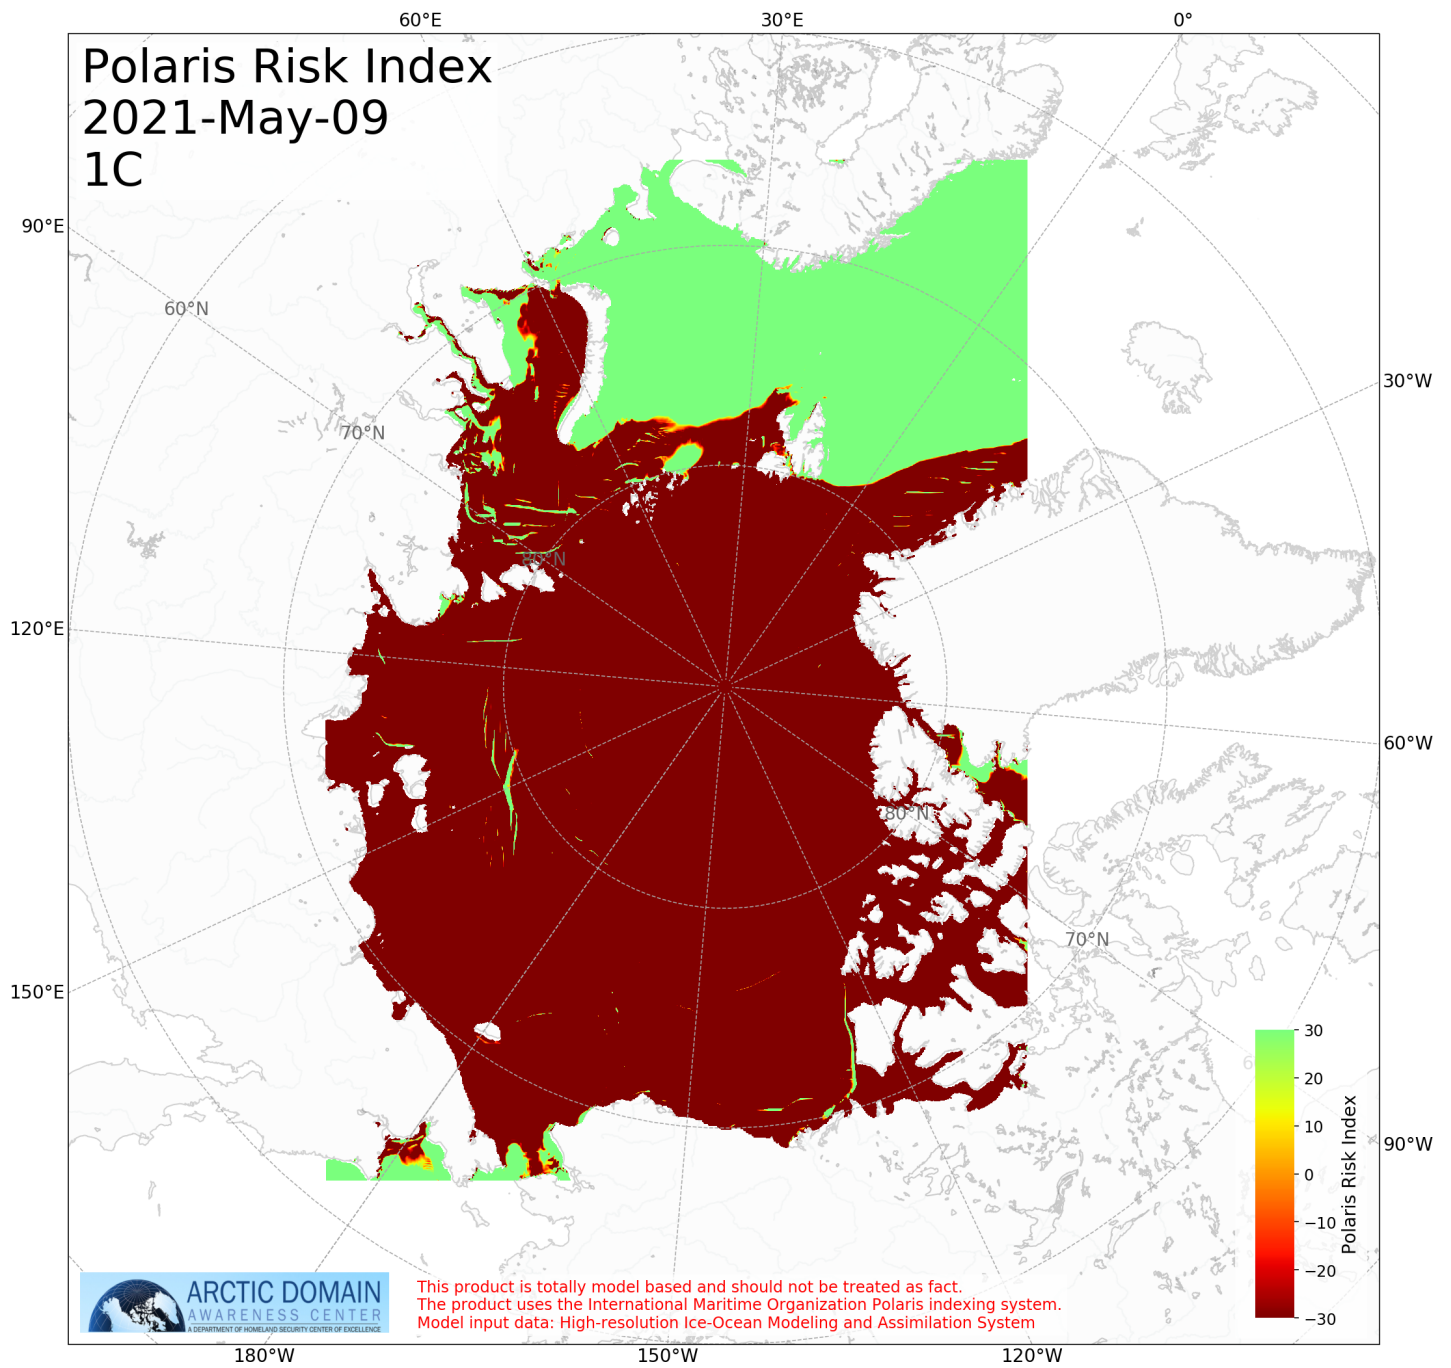 60°E 30°E 0°
Polaris Risk Index
2021-May-09
1C
90°E
60°N
30°W
70°N
80°N
120°E
60°W
80°N
70°N
150°E
30
20
10
0
−10
−20
−30
Polaris Risk Index
90°W
ARCTIC DOMAIN
AWARENESS CENTER
A DEPARTMENT OF HOMELAND SECURITY CENTER OF EXCELLENCE
This product is totally model based and should not be treated as fact.
The product uses the International Maritime Organization Polaris indexing system.
Model input data: High-resolution Ice-Ocean Modeling and Assimilation System
180°W 150°W 120°W